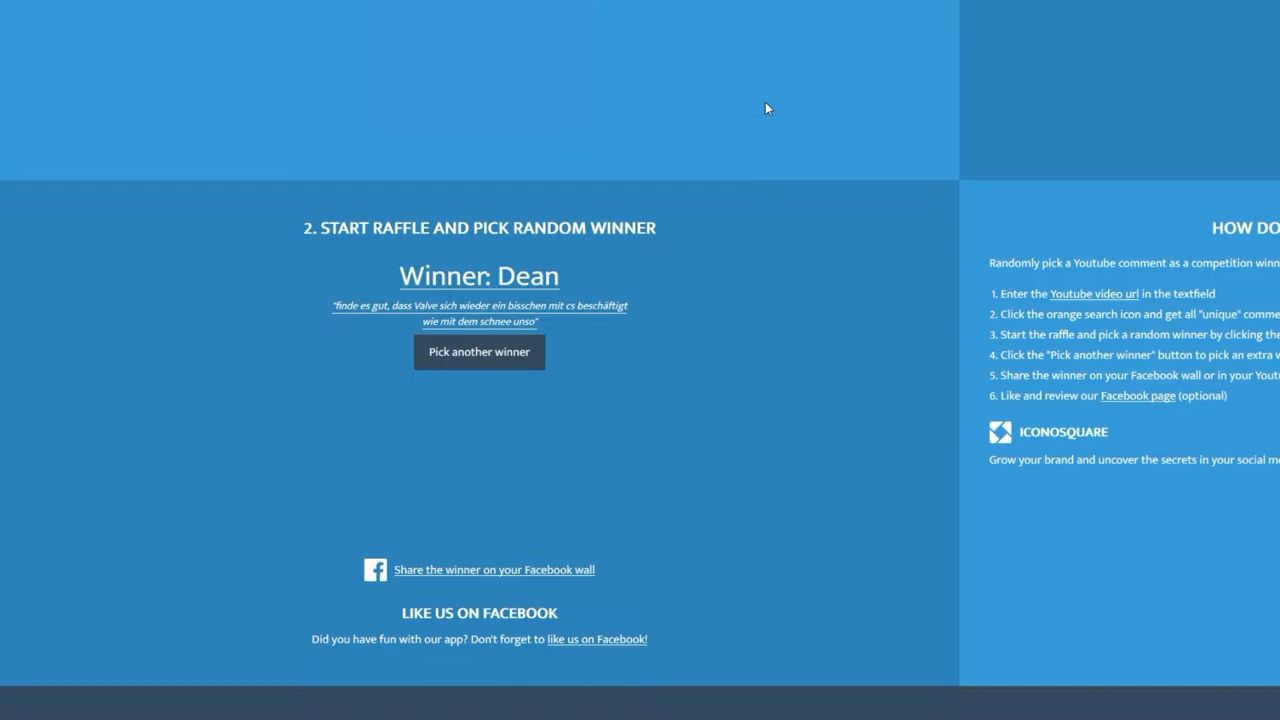 2. START RAFFLE AND PICK RANDOM WINNER
Winner: Dean
"finde es gut, dass Valve sich wieder ein bisschen mit cs beschäftigt
wie mit dem schnee unso"
Pick another winner
Share the winner on your Facebook wall
LIKE US ON FACEBOOK
Did you have fun with our app? Don't forget to like us on Facebook!
HOW DO
Randomly pick a Youtube comment as a competition winn
1. Enter the Youtube video url in the textfield
2. Click the orange search icon and get all "unique" comme
3. Start the raffle and pick a random winner by clicking the
4. Click the "Pick another winner" button to pick an extra w
5. Share the winner on your Facebook wall or in your Yout
6. Like and review our Facebook page (optional)
ICONOSQUARE
Grow your brand and uncover the secrets in your social me